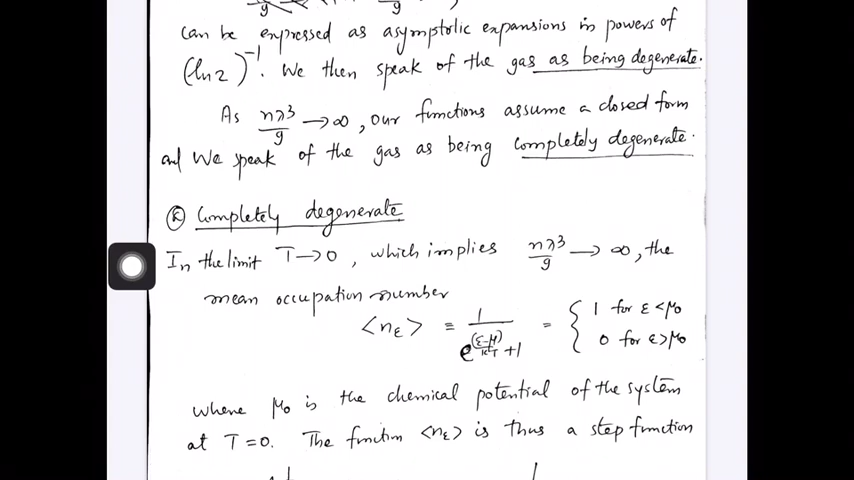 can be expressed as asymptotic expansions in powers of
(ln z)⁻¹. We then speak of the gas as being degenerate.
As nλ³/g → ∞, our functions assume a closed form
and We speak of the gas as being completely degenerate.
Completely degenerate
In the limit T → 0, which implies nλ³/g → ∞, the
mean occupation number
<n_ε> ≡ 1/(e^((ε-μ)/kT) + 1) = { 1 for ε < μ₀
0 for ε > μ₀
where μ₀ is the chemical potential of the system
at T = 0. The function <n_ε> is thus a step function